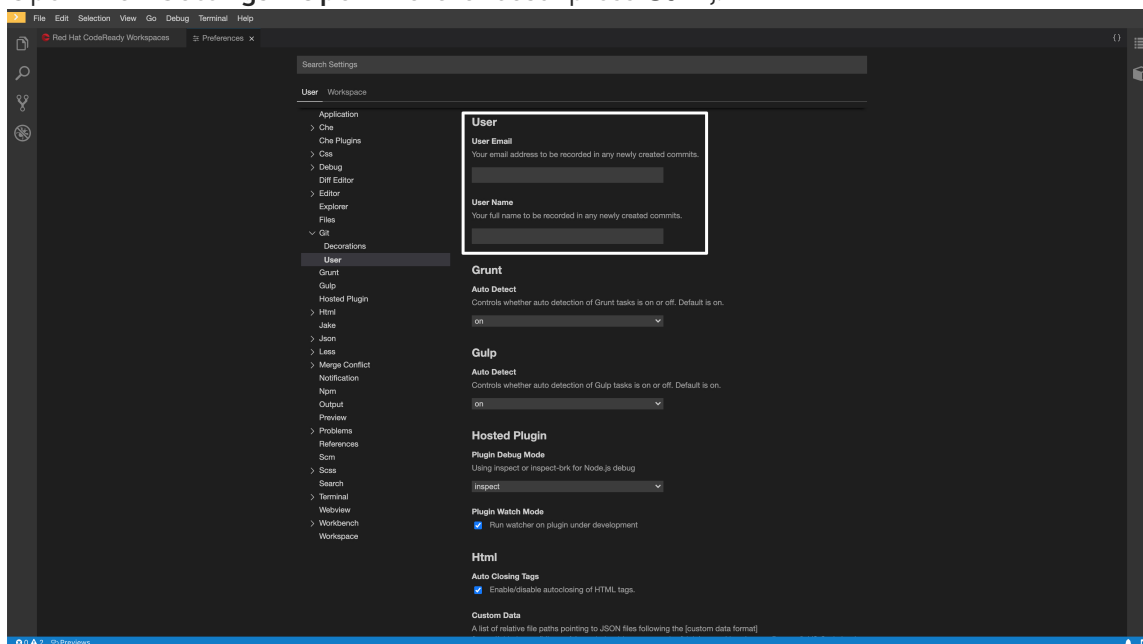 File Edit Selection View Go Debug Terminal Help
Red Hat CodeReady Workspaces
Preferences x
Search Settings
User Workspace
Application
> Che
Che Plugins
> Css
> Debug
Diff Editor
> Editor
Explorer
Files
Git
Decorations
User
Grunt
Gulp
Hosted Plugin
> Html
Jake
> Json
> Less
> Merge Conflict
Notification
Npm
Output
Preview
> Problems
References
Scm
> Scss
Search
> Terminal
Webview
> Workbench
Workspace
User
User Email
Your email address to be recorded in any newly created commits.
User Name
Your full name to be recorded in any newly created commits.
Grunt
Auto Detect
Controls whether auto detection of Grunt tasks is on or off. Default is on.
on
Gulp
Auto Detect
Controls whether auto detection of Gulp tasks is on or off. Default is on.
on
Hosted Plugin
Plugin Debug Mode
Using inspect or inspect-brk for Node.js debug
inspect
Plugin Watch Mode
Run watcher on plugin under development
Html
Auto Closing Tags
Enable/disable autoclosing of HTML tags.
Custom Data
A list of relative file paths pointing to JSON files following the [custom data format]
0 2 Previews